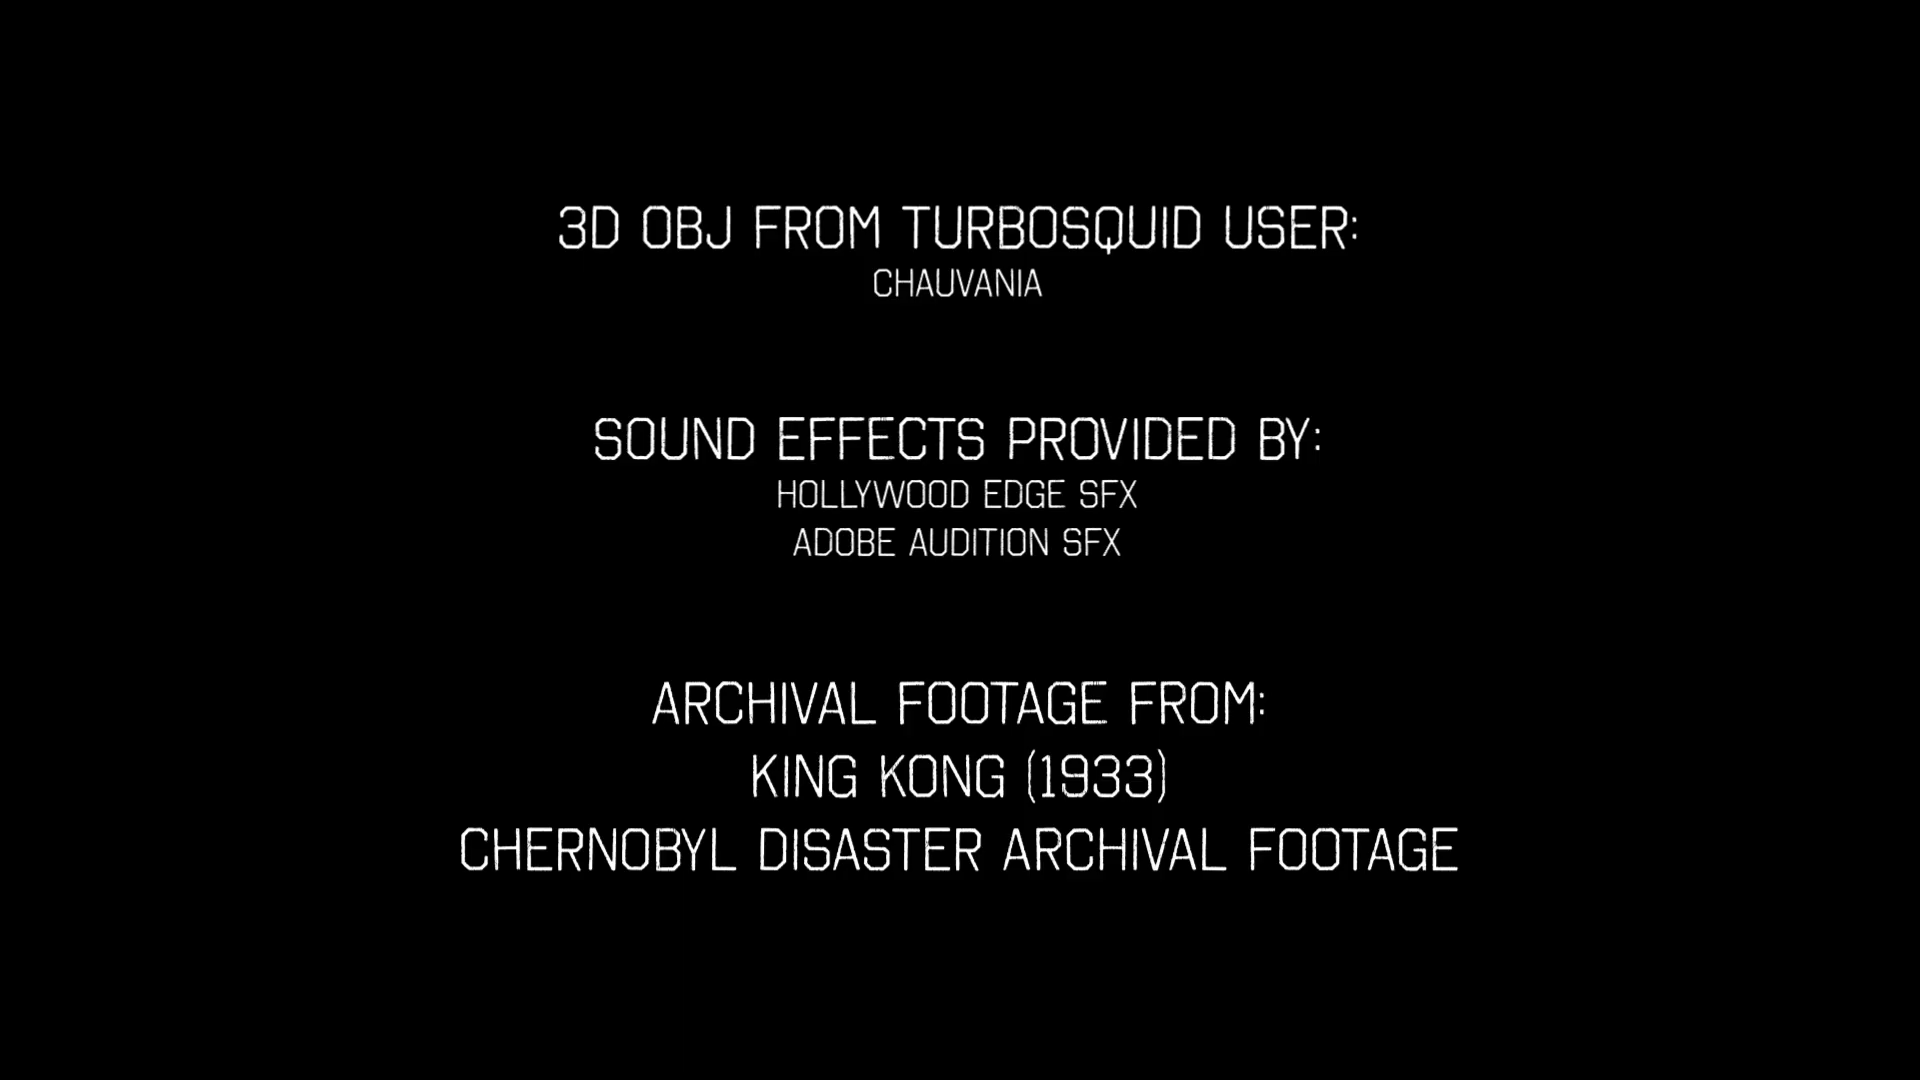 3D OBJ FROM TURBOSQUID USER:
CHAUVANIA
SOUND EFFECTS PROVIDED BY:
HOLLYWOOD EDGE SFX
ADOBE AUDITION SFX
ARCHIVAL FOOTAGE FROM:
KING KONG (1933)
CHERNOBYL DISASTER ARCHIVAL FOOTAGE